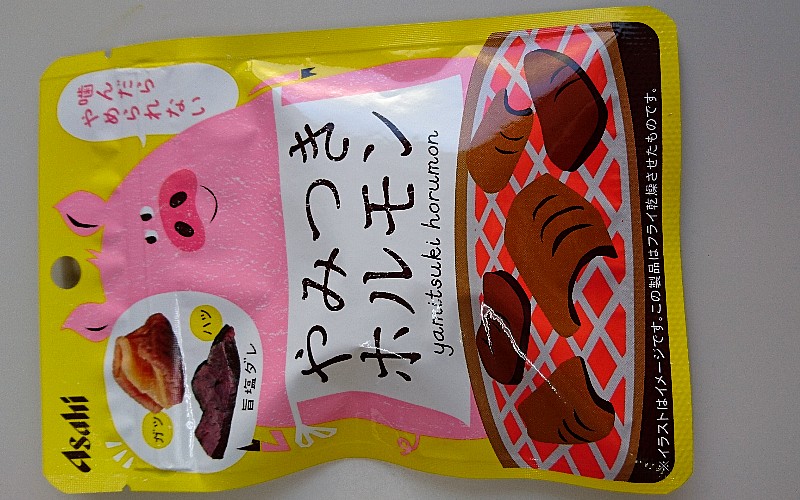 Asahi
噛んだら
やめられない
ガツ
ハツ
旨塩ダレ
やみつき
ホルモン
yamitsuki horumon
※イラストはイメージです。この製品はフライ乾燥させたものです。